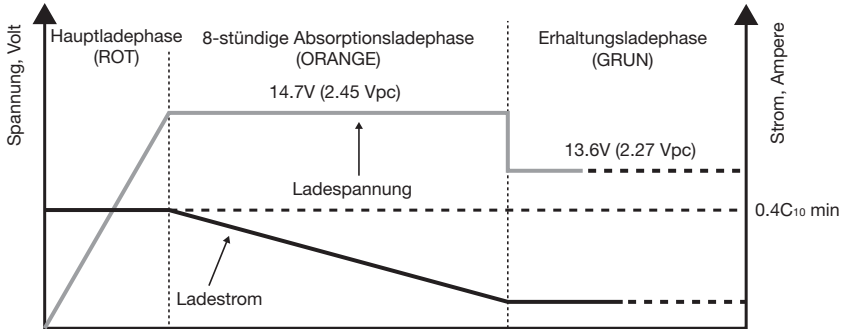 Spannung, Volt
Hauptladephase
(ROT)
8-stündige Absorptionsladephase
(ORANGE)
Erhaltungsladephase
(GRUN)
Strom, Ampere
14.7V (2.45 Vpc)
13.6V (2.27 Vpc)
Ladespannung
0.4C₁₀ min
Ladestrom